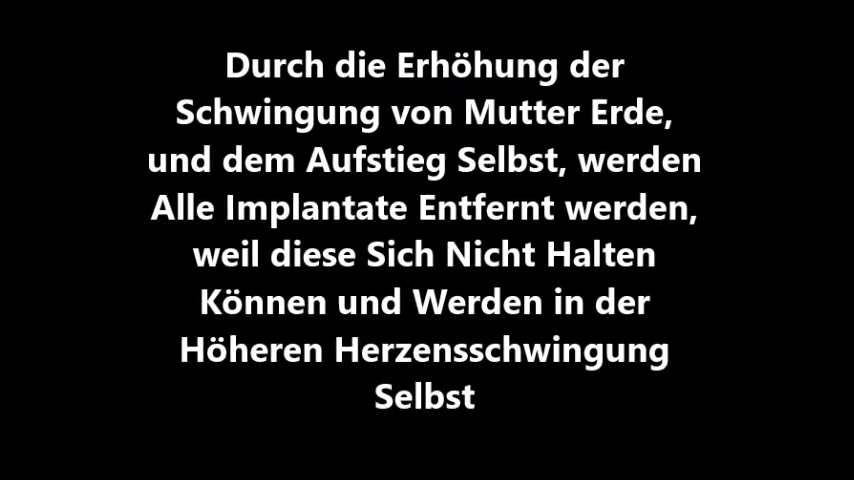 Durch die Erhöhung der
Schwingung von Mutter Erde,
und dem Aufstieg Selbst, werden
Alle Implantate Entfernt werden,
weil diese Sich Nicht Halten
Können und Werden in der
Höheren Herzensschwingung
Selbst